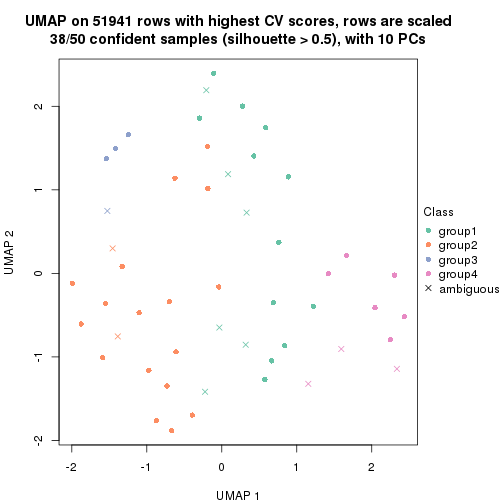 UMAP on 51941 rows with highest CV scores, rows are scaled
38/50 confident samples (silhouette > 0.5), with 10 PCs
2
1
0
-1
-2
UMAP 2
-2
-1
0
1
2
UMAP 1
Class
group1
group2
group3
group4
ambiguous